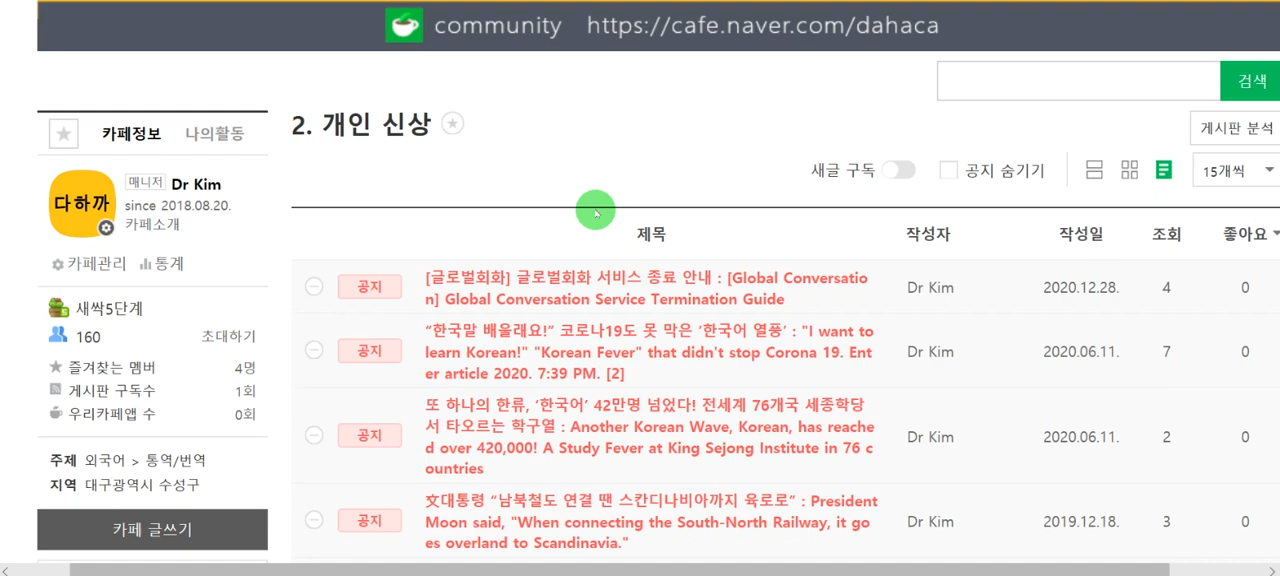 community https://cafe.naver.com/dahaca
검색
카페정보 나의활동
2. 개인 신상
게시판 분석
새글 구독 공지 숨기기 15개씩
다하까
매니저 Dr Kim
since 2018.08.20.
카페소개
카페관리 통계
새싹5단계
160 초대하기
즐겨찾는 멤버 4명
게시판 구독수 1회
우리카페앱 수 0회
주제 외국어 > 통역/번역
지역 대구광역시 수성구
카페 글쓰기
제목 작성자 작성일 조회 좋아요
공지 [글로벌회화] 글로벌회화 서비스 종료 안내 : [Global Conversatio
n] Global Conversation Service Termination Guide Dr Kim 2020.12.28. 4 0
공지 “한국말 배울래요!” 코로나19도 못 막은 ‘한국어 열풍’ : "I want to
learn Korean!" "Korean Fever" that didn't stop Corona 19. Ent
er article 2020. 7:39 PM. [2] Dr Kim 2020.06.11. 7 0
공지 또 하나의 한류, ‘한국어’ 42만명 넘었다! 전세계 76개국 세종학당
서 타오르는 학구열 : Another Korean Wave, Korean, has reache
d over 420,000! A Study Fever at King Sejong Institute in 76 c
ountries Dr Kim 2020.06.11. 2 0
공지 文대통령 “남북철도 연결 땐 스칸디나비아까지 육로로” : President
Moon said, "When connecting the South-North Railway, it go
es overland to Scandinavia." Dr Kim 2019.12.18. 3 0